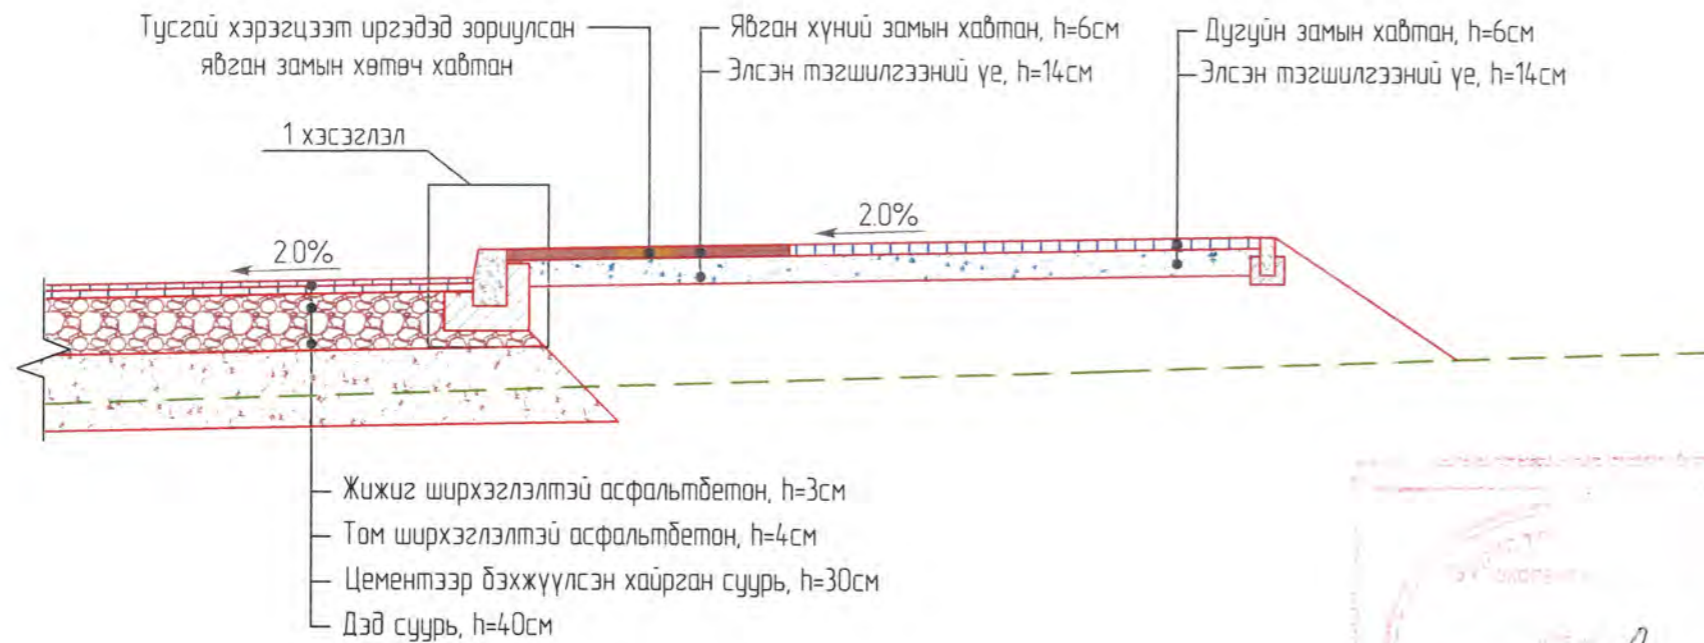 Тусгай хэрэгцээт иргэдэд зориулсан
явган замын хөтөч хавтан
Явган хүний замын хавтан, h=6см
Элсэн тэгшилгээний үе, h=14см
Дугуйн замын хавтан, h=6см
Элсэн тэгшилгээний үе, h=14см
1 хэсэглэл
2.0%
20%
Жижиг ширхэглэлтэй асфальтбетон, h=3см
Том ширхэглэлтэй асфальтбетон, h=4см
Цементээр бэхжүүлсэн хайрган суурь, h=30см
Дэд суурь, h=40см